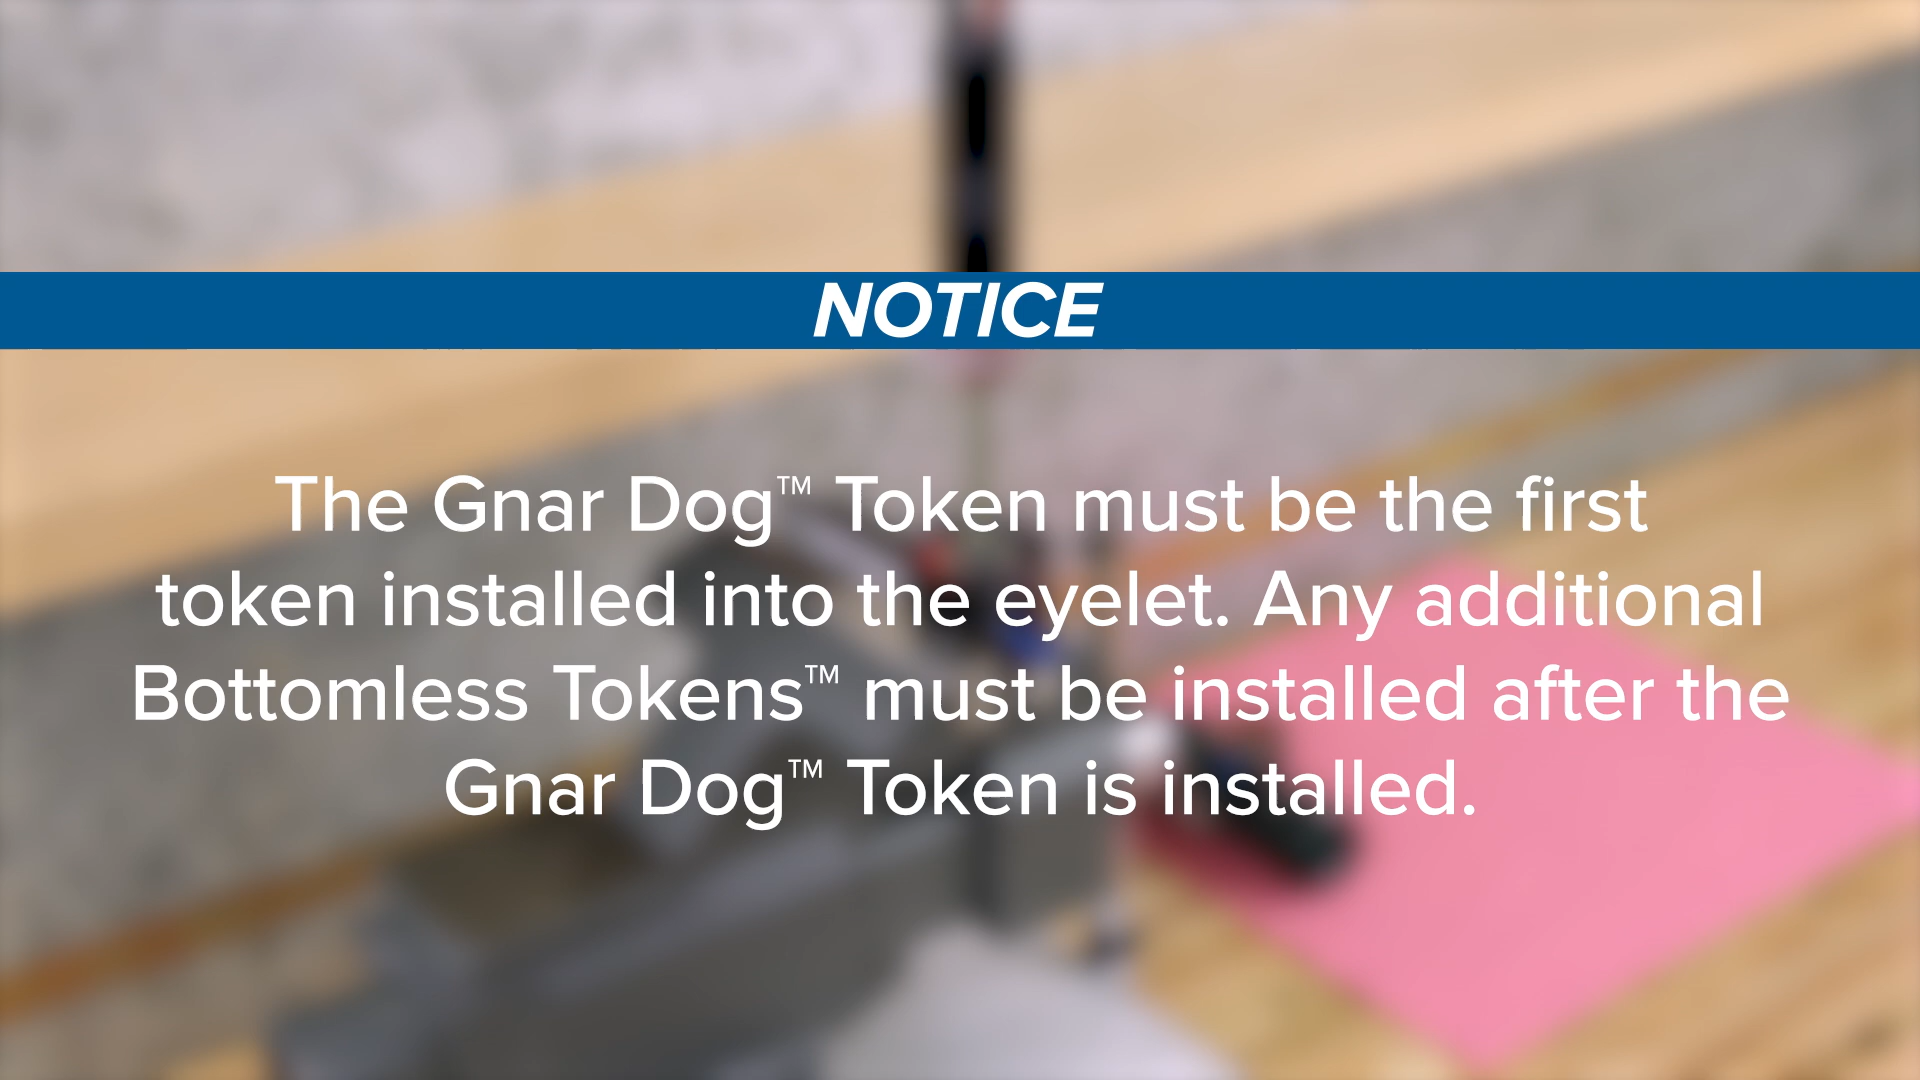 NOTICE
The Gnar Dog™ Token must be the first
token installed into the eyelet. Any additional
Bottomless Tokens™ must be installed after the
Gnar Dog™ Token is installed.